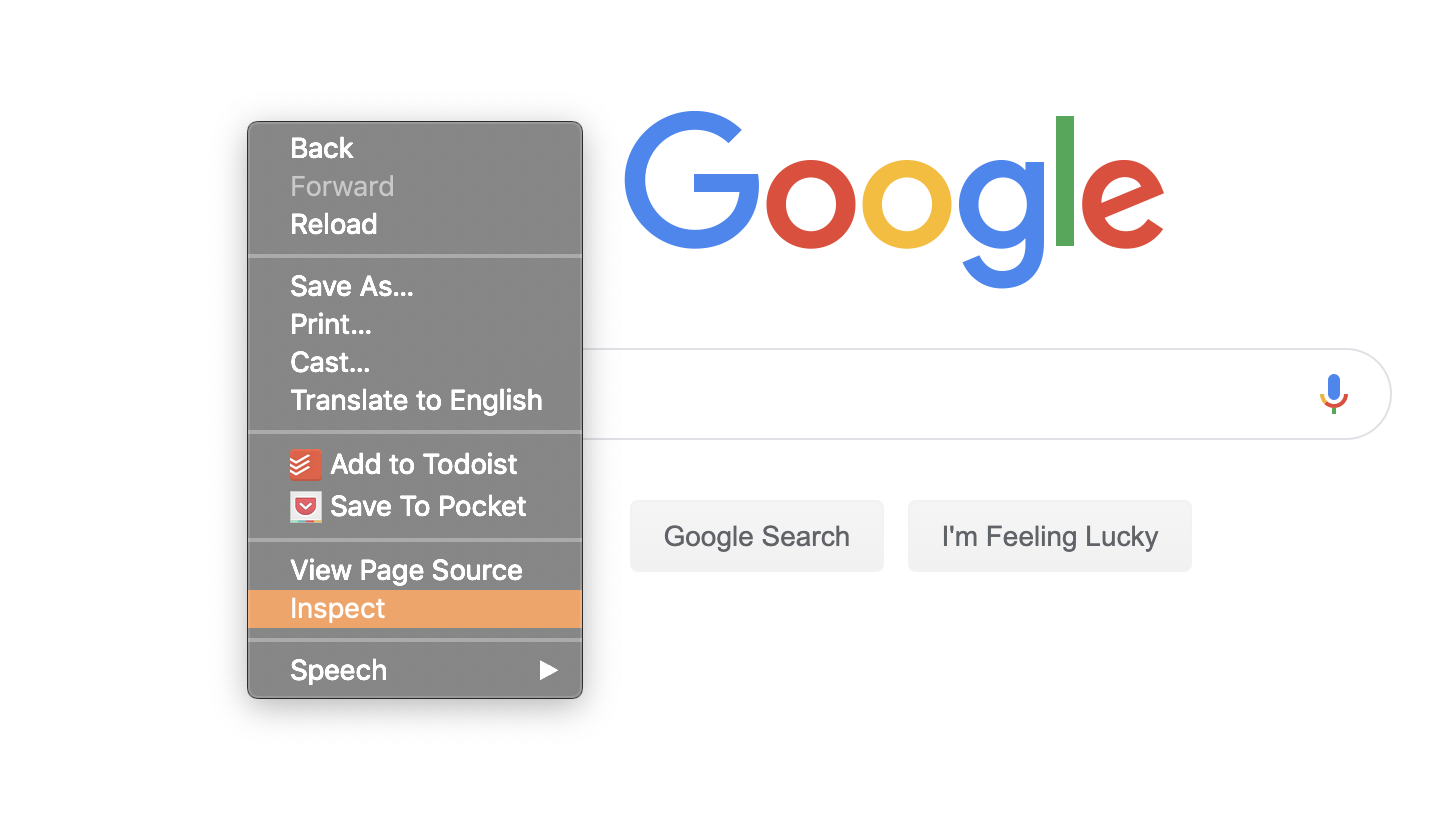 Back
Forward
Reload
Save As...
Print...
Cast...
Translate to English
Add to Todoist
Save To Pocket
View Page Source
Inspect
Speech
Google
Google Search
I'm Feeling Lucky